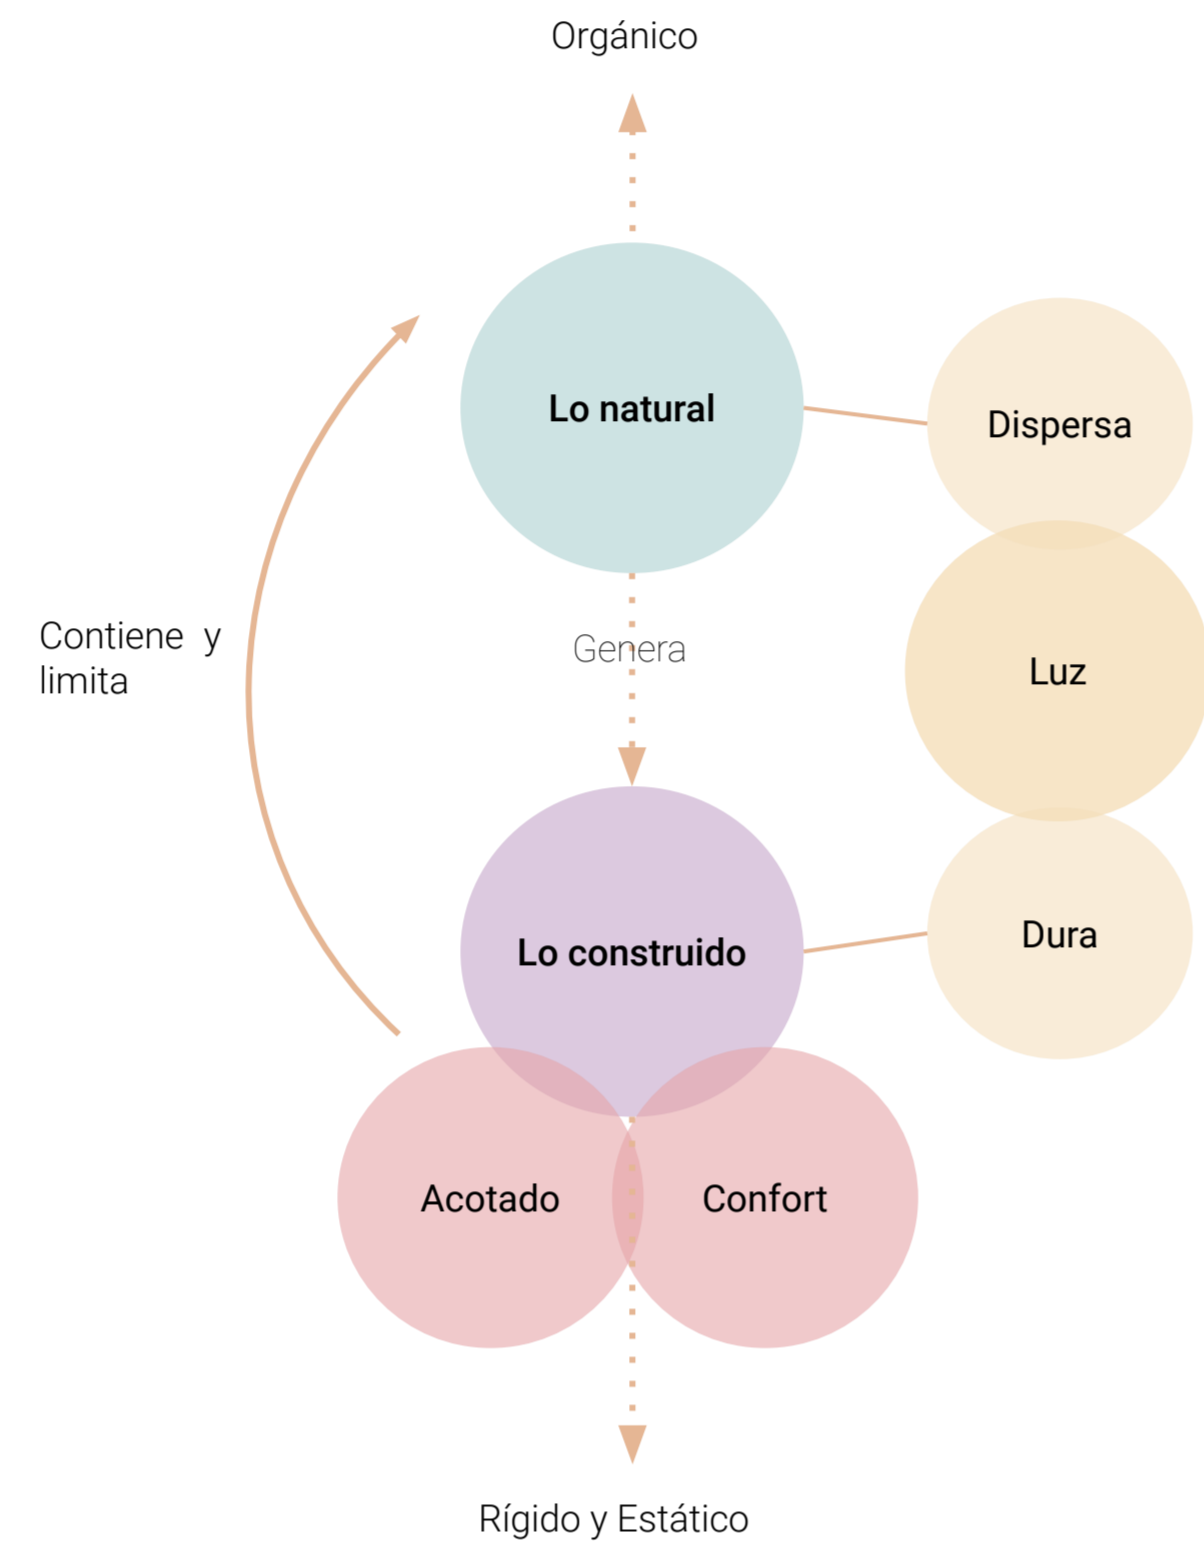 Orgánico
Lo natural
Dispersa
Contiene y
limita
Genera
Luz
Lo construido
Dura
Acotado
Confort
Rígido y Estático